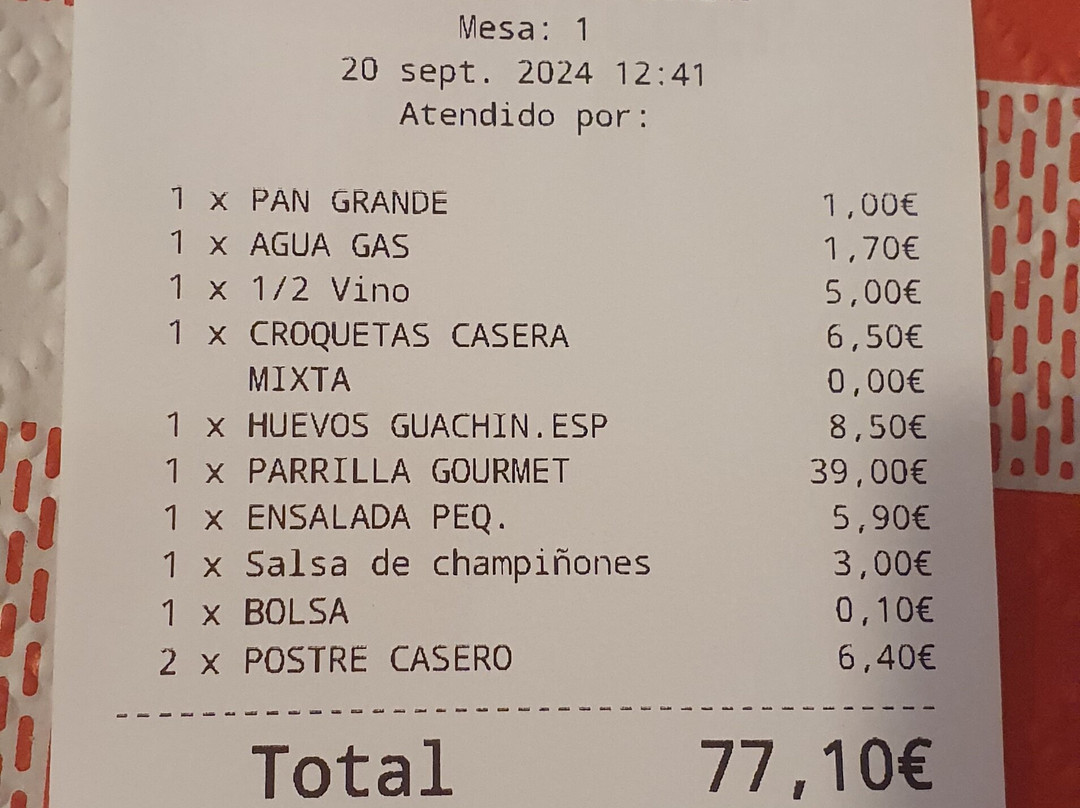 Mesa: 1
20 sept. 2024 12:41
Atendido por:
1 x PAN GRANDE 1,00€
1 x AGUA GAS 1,70€
1 x 1/2 Vino 5,00€
1 x CROQUETAS CASERA 6,50€
MIXTA 0,00€
1 x HUEVOS GUACHIN.ESP 8,50€
1 x PARRILLA GOURMET 39,00€
1 x ENSALADA PEQ. 5,90€
1 x Salsa de champiñones 3,00€
1 x BOLSA 0,10€
2 x POSTRE CASERO 6,40€
Total 77,10€